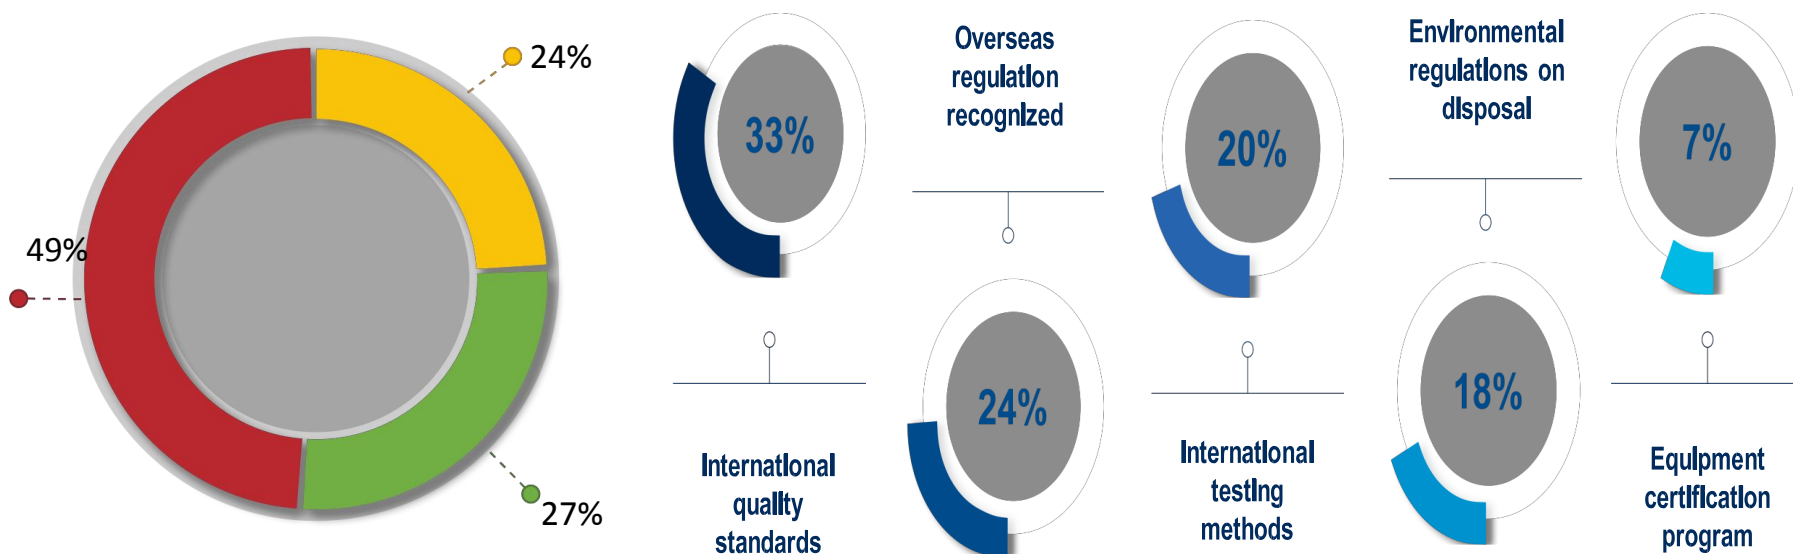 24%
49%
27%
33%
International
quality
standards
Overseas
regulation
recognized
24%
20%
International
testing
methods
Environmental
regulations on
disposal
18%
7%
Equipment
certification
program